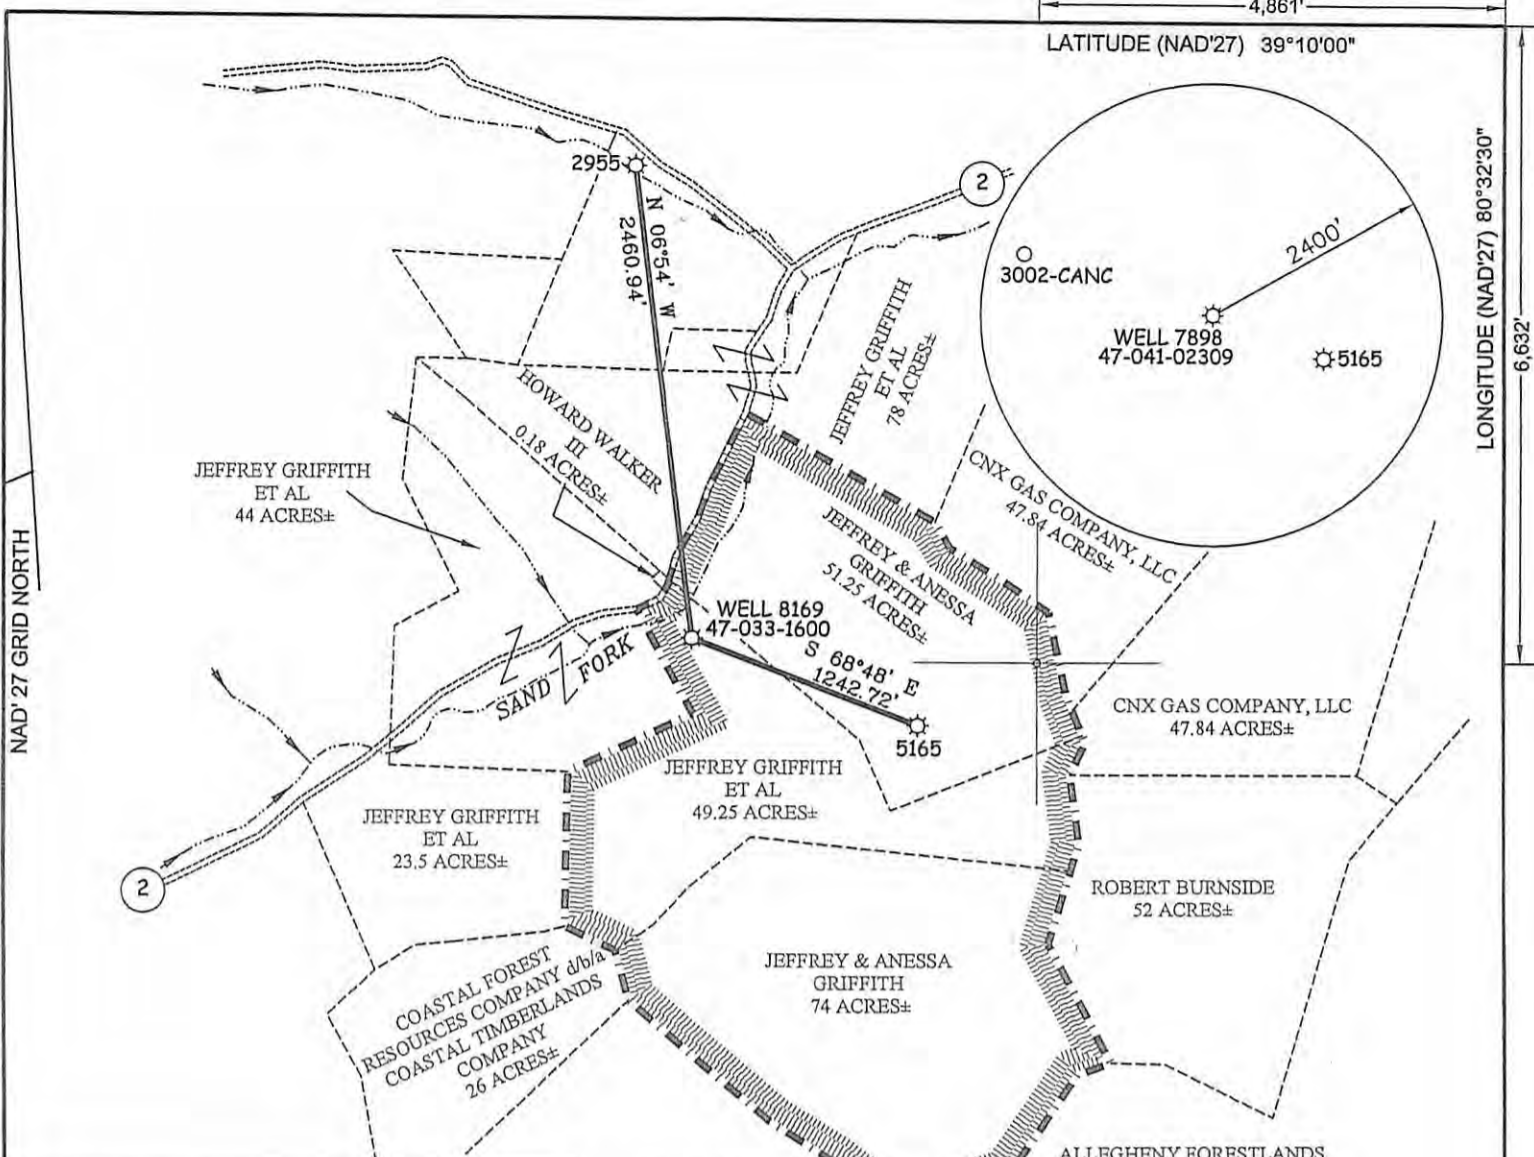 4,861'
LATITUDE (NAD'27) 39°10'00"
LONGITUDE (NAD'27) 80°32'30"
6,632'
NAD' 27 GRID NORTH
2955
N 06°54' W
2460.94'
2
2400'
3002-CANC
WELL 7898
47-041-02309
5165
JEFFREY GRIFFITH
ET AL
78 ACRES±
HOWARD WALKER
III
0.18 ACRES±
JEFFREY GRIFFITH
ET AL
44 ACRES±
CNX GAS COMPANY, LLC
47.84 ACRES±
JEFFREY & ANESSA
GRIFFITH
51.25 ACRES±
WELL 8169
47-033-1600
S 68°48' E
1242.72'
5165
SAND FORK
CNX GAS COMPANY, LLC
47.84 ACRES±
JEFFREY GRIFFITH
ET AL
49.25 ACRES±
JEFFREY GRIFFITH
ET AL
23.5 ACRES±
2
ROBERT BURNSIDE
52 ACRES±
JEFFREY & ANESSA
GRIFFITH
74 ACRES±
COASTAL FOREST
RESOURCES COMPANY d/b/a
COASTAL TIMBERLANDS
COMPANY
26 ACRES±
ALLEGHENY FORESTLANDS